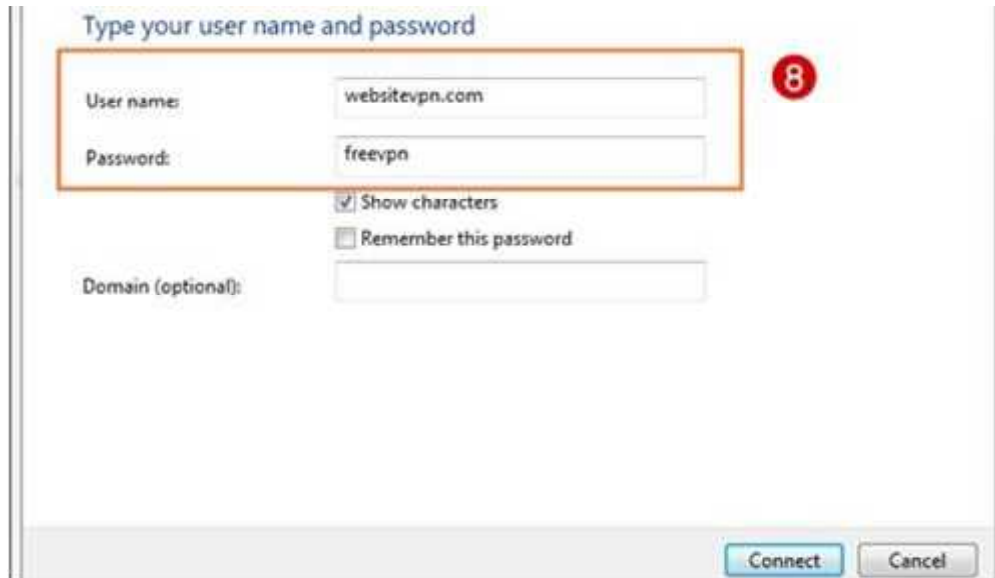 Type your user name and password
8
User name: websitevpn.com
Password: freevpn
Show characters
Remember this password
Domain (optional):
Connect Cancel